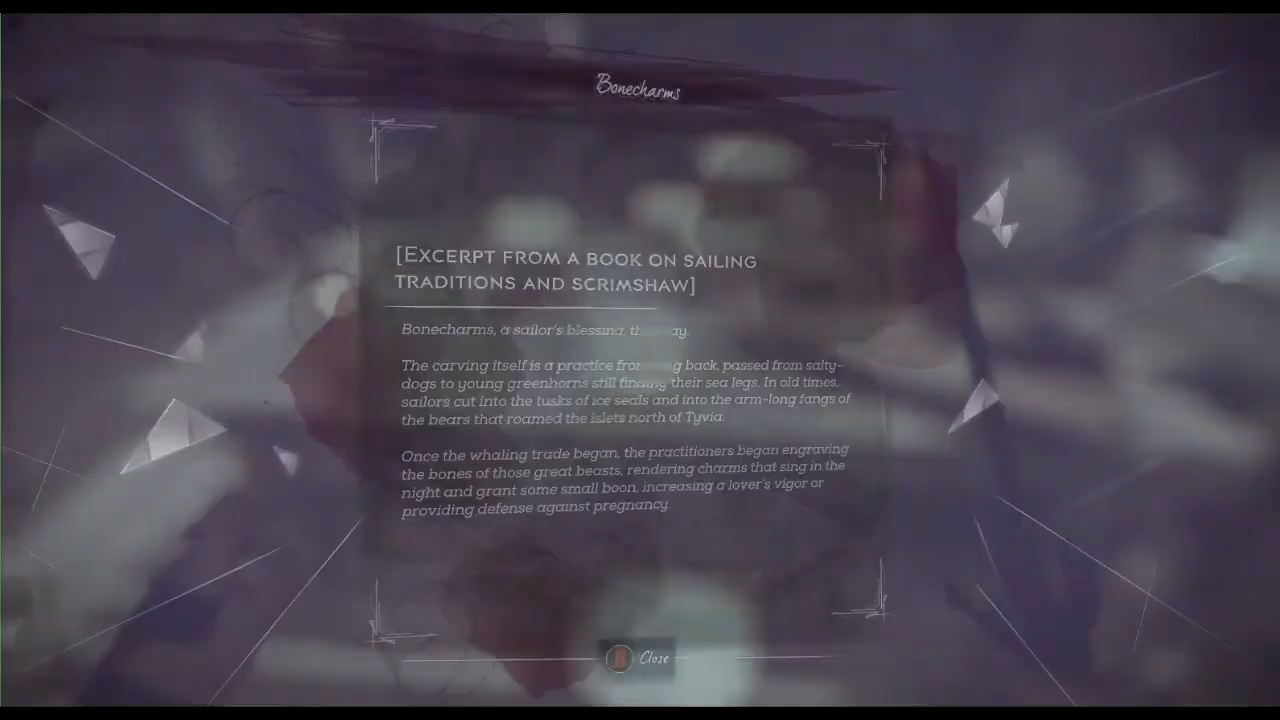 Bonecharms
[EXCERPT FROM A BOOK ON SAILING
TRADITIONS AND SCRIMSHAW]
Bonecharms, a sailor's blessing,
The carving itself is a practice back, passed from salty-
dogs to young greenhorns still finding their sea legs. In old times,
sailors cut into the tusks of ice seals and into the arm-long fangs of
the bears that roamed the islets north of Tyvia.
Once the whaling trade began, the practitioners began engraving
the bones of those great beasts, rendering charms that sing in the
night and grant some small boon, increasing a lover's vigor or
providing defense against pregnancy.
Close